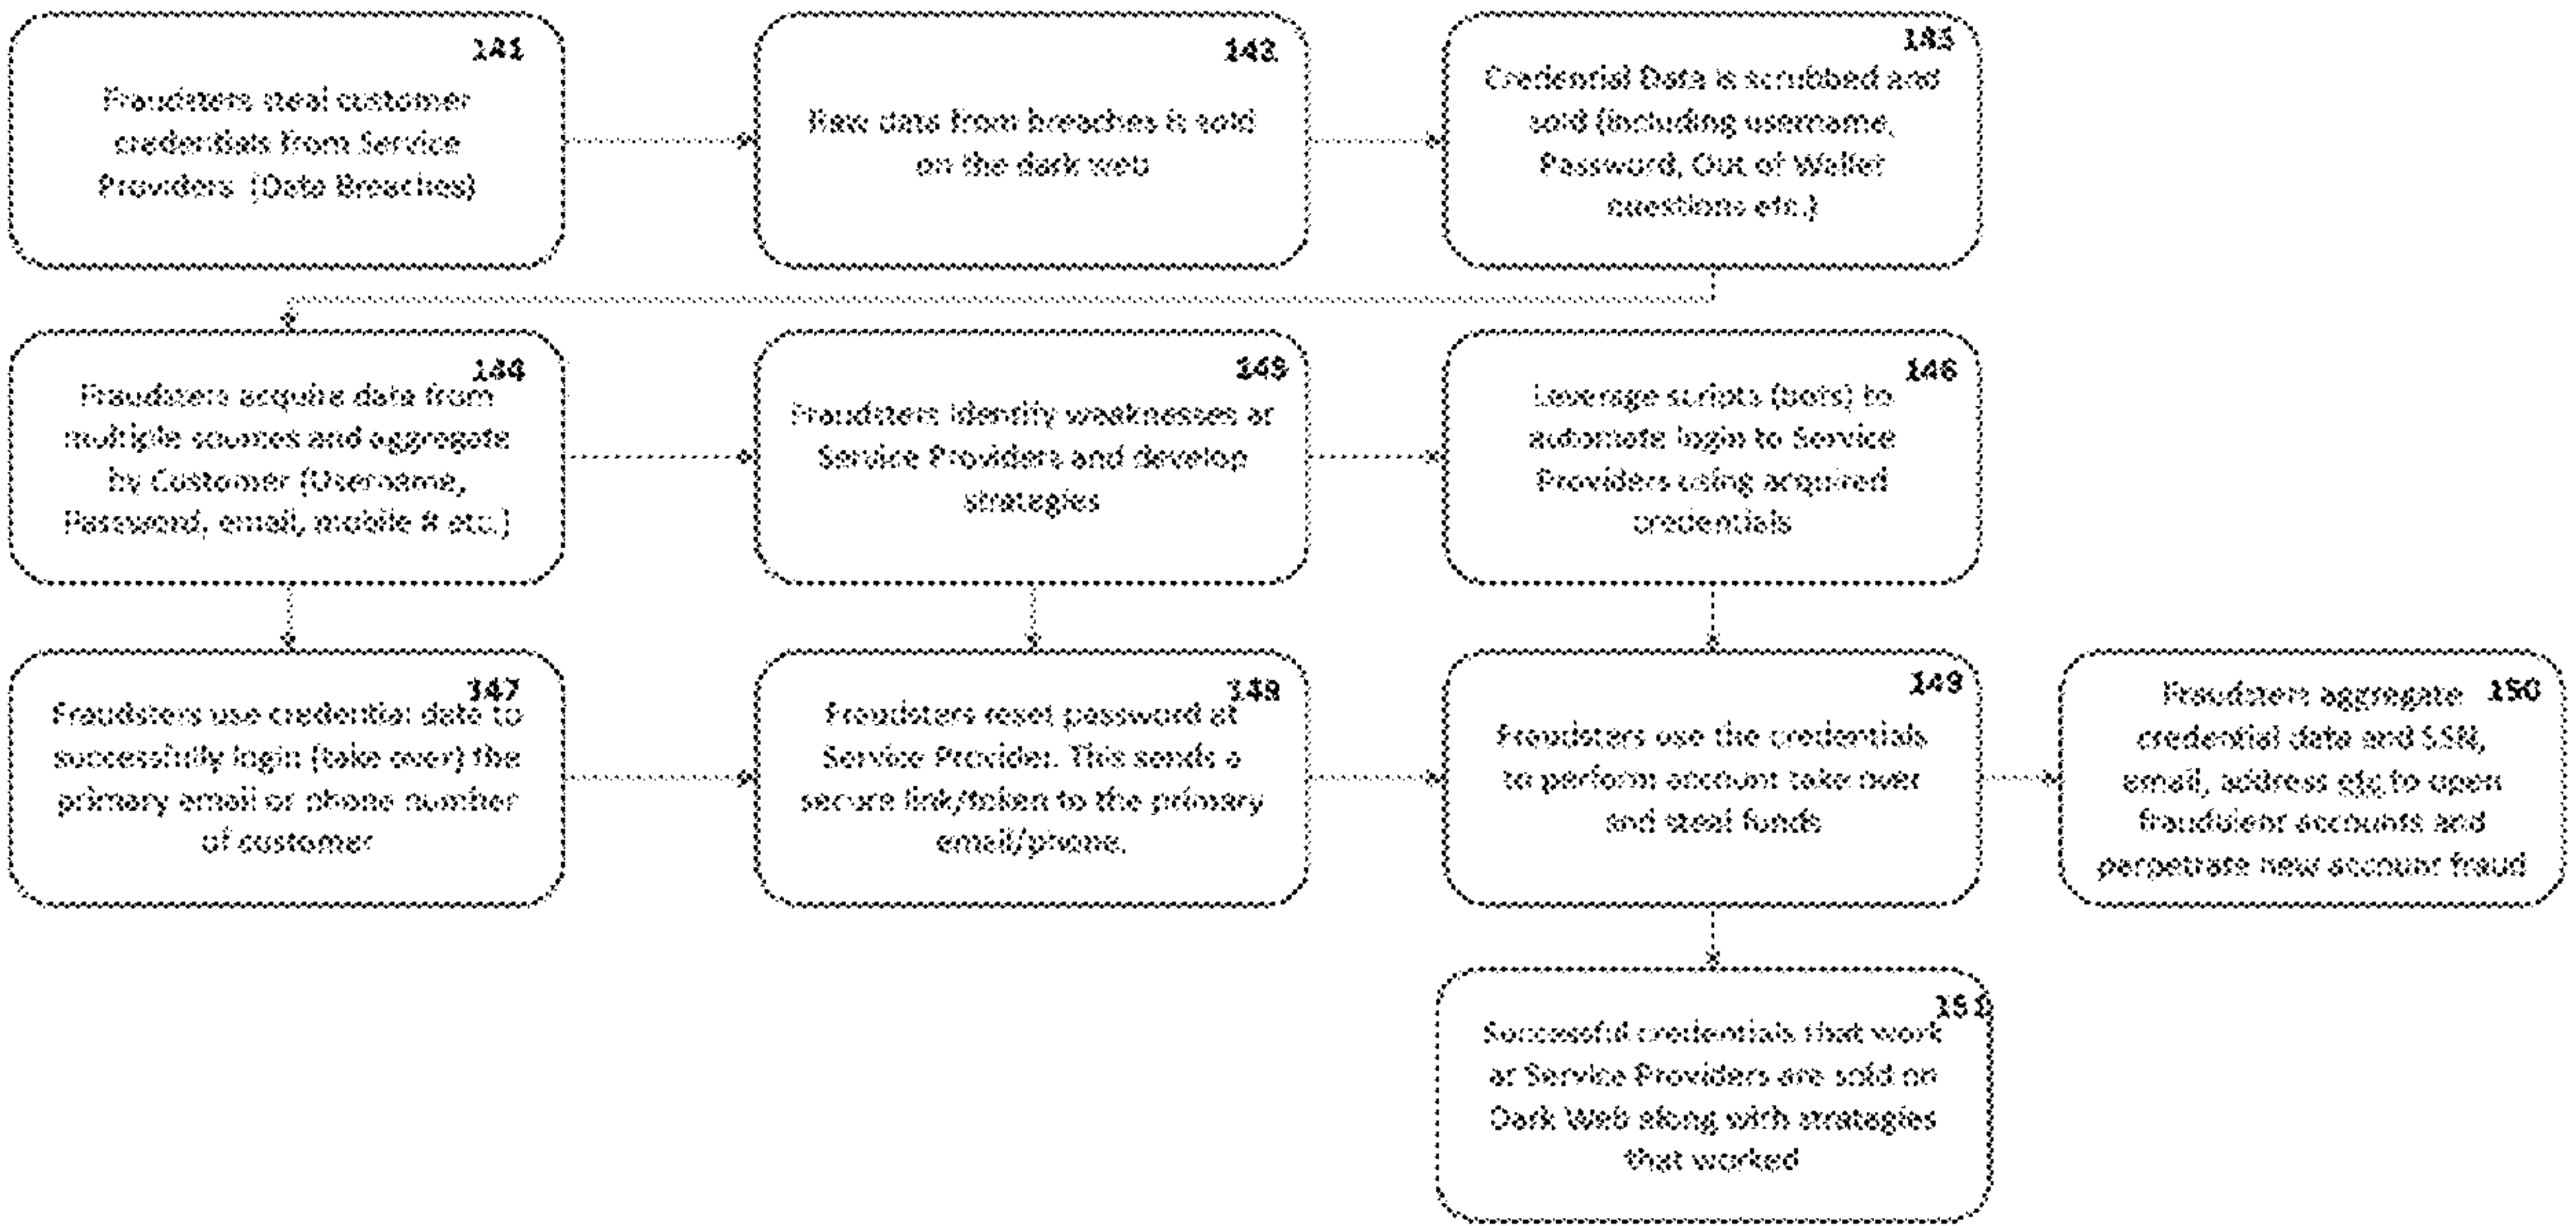 141
Fraudsters steal customer
credentials from Service
Providers (Data Breaches)
142
Raw data from breaches is sold
on the dark web
143
Credential Data is scrubbed and
sold (including username,
Password, Out of Wallet
questions etc.)
144
Fraudsters acquire data from
multiple sources and aggregate
by Customer (Username,
Password, email, mobile # etc.)
145
Fraudsters identify weaknesses at
Service Providers and develop
strategies
146
Leverage scripts (bots) to
automate login to Service
Providers using acquired
credentials
147
Fraudsters use credential data to
successfully login (take over) the
primary email or phone number
of customer
148
Fraudsters reset password at
Service Provider. This sends a
secure link/token to the primary
email/phone.
149
Fraudsters use the credentials
to perform account take over
and steal funds
150
Fraudsters aggregate
credential data and SSN,
email, address etc to open
fraudulent accounts and
perpetrate new account fraud
151
Successful credentials that work
at Service Providers are sold on
Dark Web along with strategies
that worked